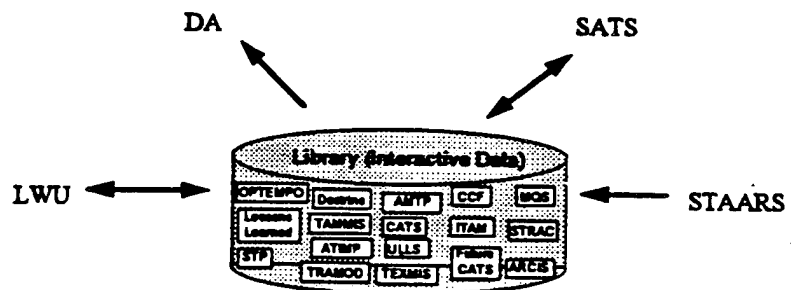 DA
SATS
Library (Interactive Data)
LWU
STAARS
OPTEMPO
Doctrine
AMTP
CCF
MQS
Lessons
Learned
TAMMIS
CATS
ITAM
STRAC
STP
ATIMP
ULLS
Future
CATS
ARCIS
TRAMOD
TEXMIS